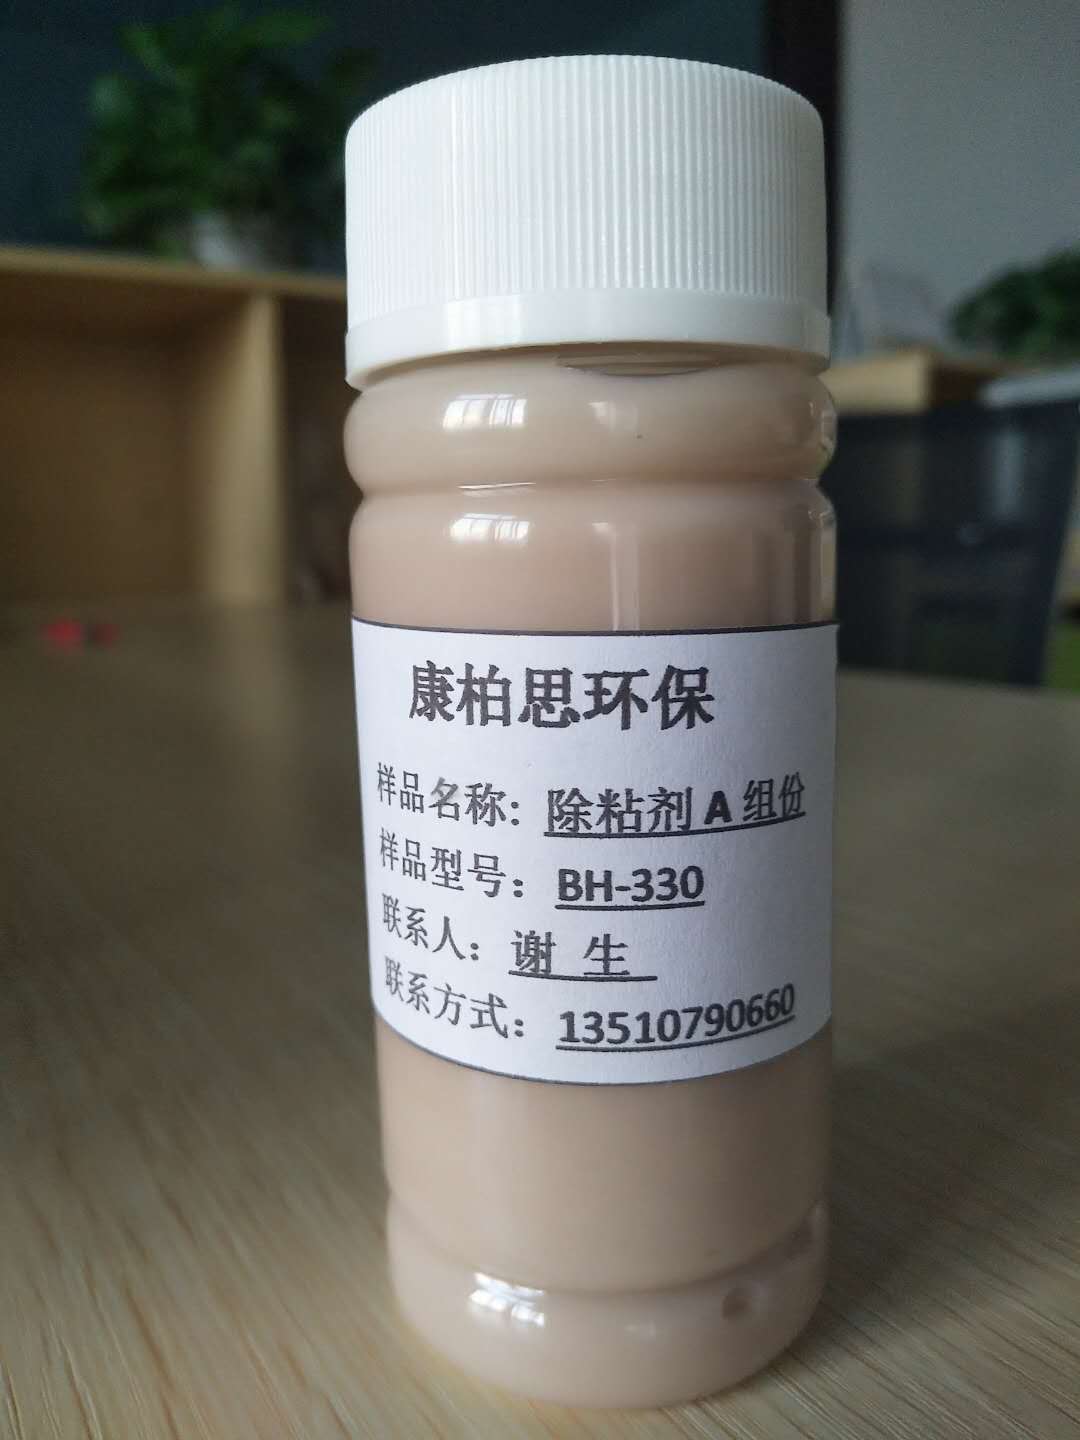 康柏思环保
样品名称：除粘剂 A 组份
样品型号：BH-330
联系人：谢 生
联系方式：13510790660